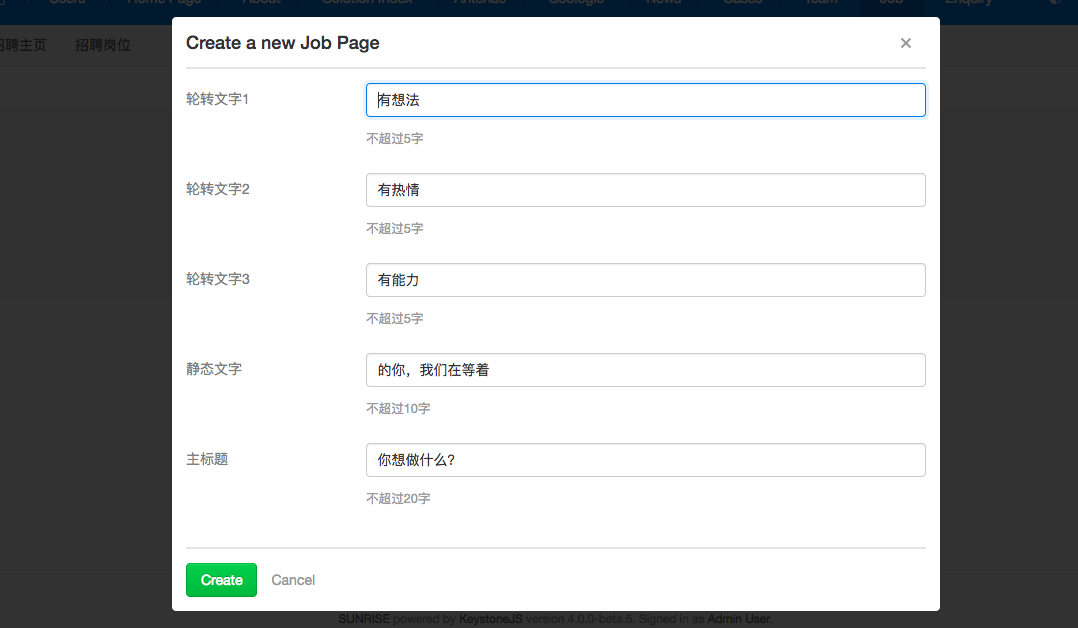 Users Home Page About Solution Index Antenas Geologic News Cases Team Job Enquiry
招聘主页 招聘岗位
Create a new Job Page ×
轮转文字1 有想法
不超过5字
轮转文字2 有热情
不超过5字
轮转文字3 有能力
不超过5字
静态文字 的你，我们在等着
不超过10字
主标题 你想做什么?
不超过20字
Create Cancel
SUNRISE powered by KeystoneJS version 4.0.0-beta.5. Signed in as Admin User.